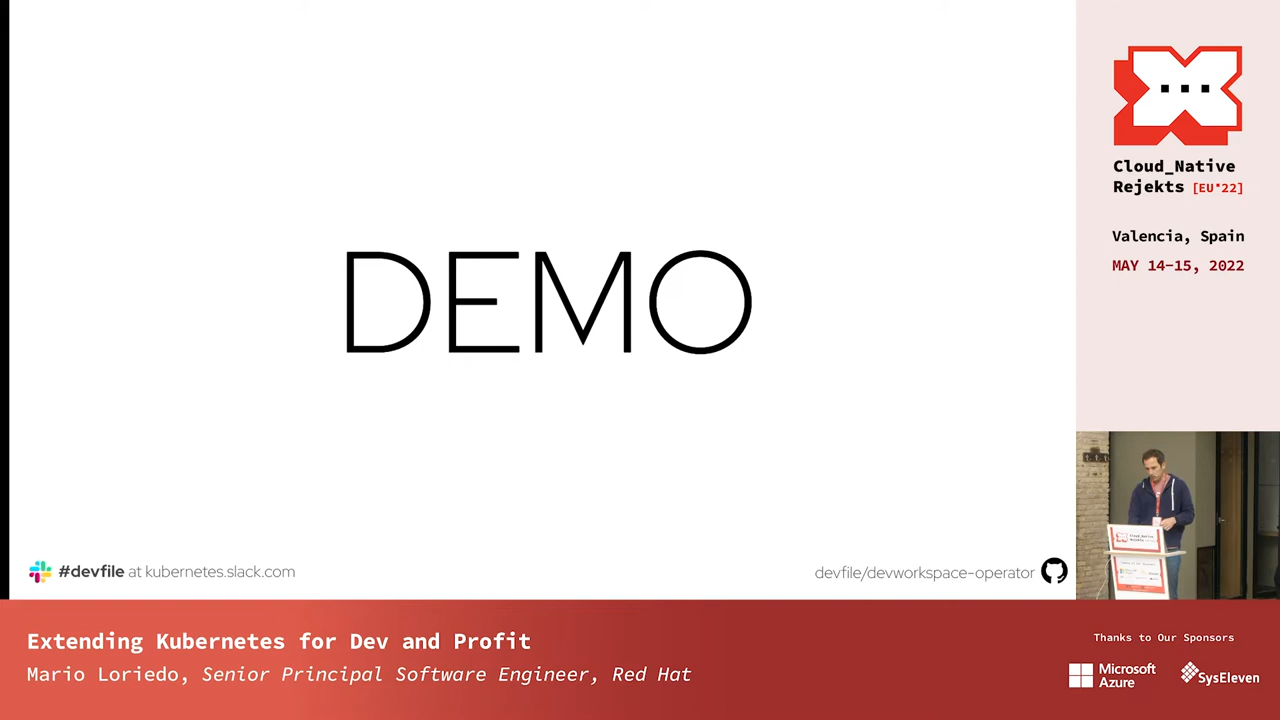 DEMO
#devfile at kubernetes.slack.com
devfile/devworkspace-operator
Cloud_Native
Rejekts [EU'22]
Valencia, Spain
MAY 14-15, 2022
Extending Kubernetes for Dev and Profit
Mario Loriedo, Senior Principal Software Engineer, Red Hat
Thanks to Our Sponsors
Microsoft
Azure
SysEleven